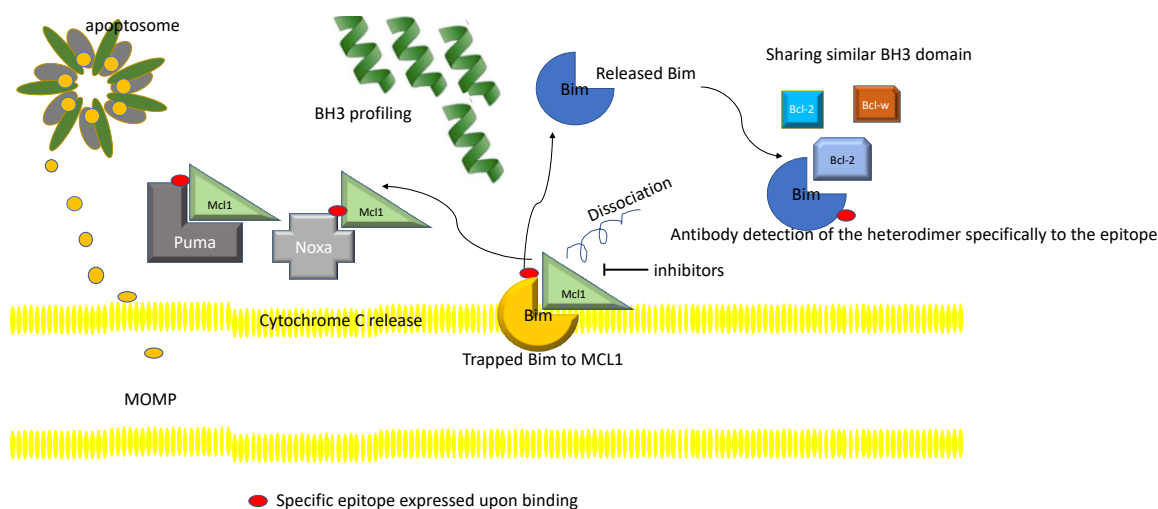 apoptosome
Sharing similar BH3 domain
Released Bim
Bim
BH3 profiling
Bcl-2
Bcl-w
Bcl-2
Bim
Mcl1
Puma
Mcl1
Noxa
Dissociation
Antibody detection of the heterodimer specifically to the epitope
inhibitors
Mcl1
Bim
Cytochrome C release
Trapped Bim to MCL1
MOMP
Specific epitope expressed upon binding